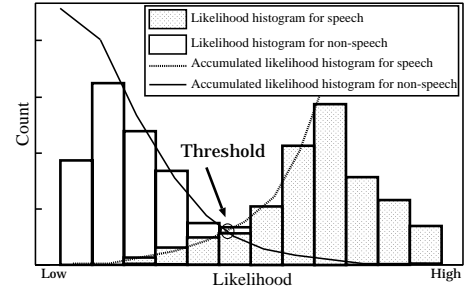 Likelihood histogram for speech
Likelihood histogram for non-speech
Accumulated likelihood histogram for speech
Accumulated likelihood histogram for non-speech
Count
Threshold
Low
Likelihood
High